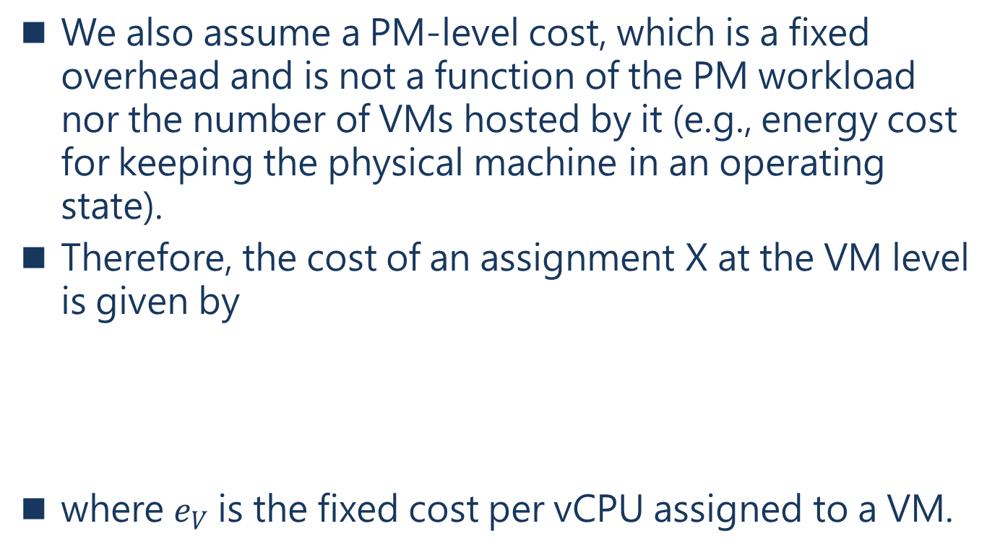 ■ We also assume a PM-level cost, which is a fixed
overhead and is not a function of the PM workload
nor the number of VMs hosted by it (e.g., energy cost
for keeping the physical machine in an operating
state).
■ Therefore, the cost of an assignment X at the VM level
is given by
■ where e_V is the fixed cost per vCPU assigned to a VM.